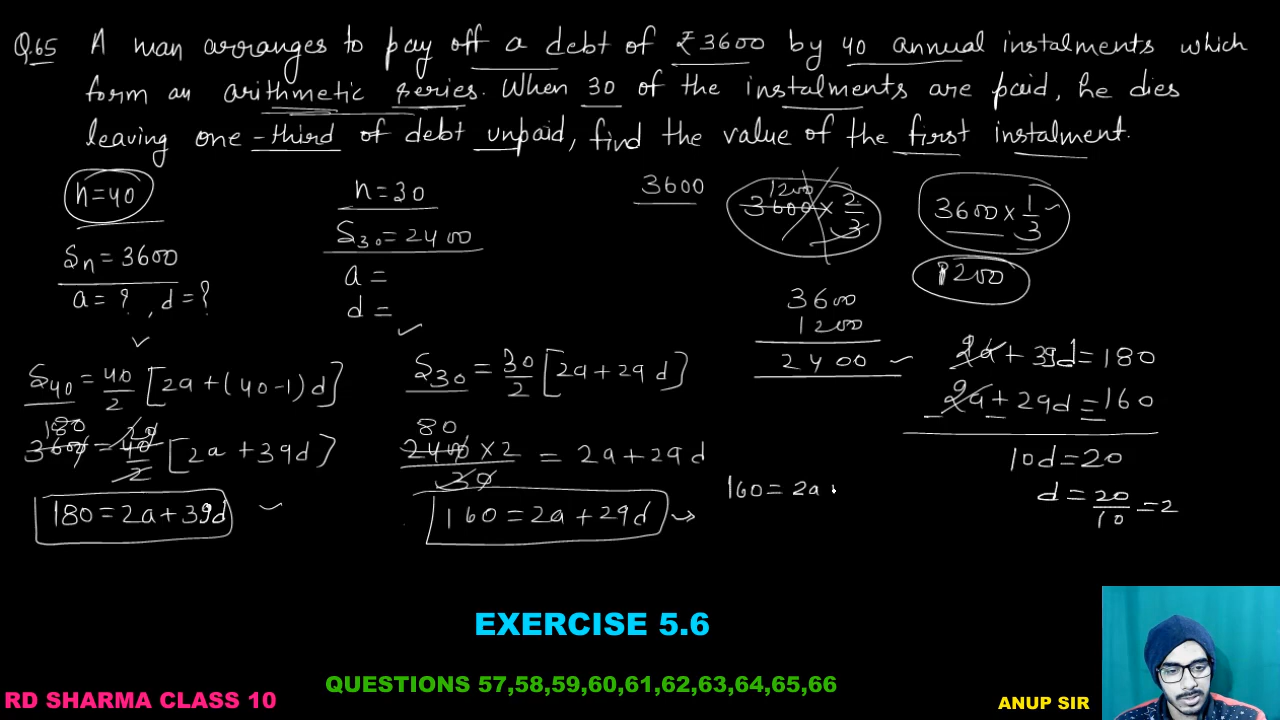 Q.65 A man arranges to pay off a debt of ₹3600 by 40 annual instalments which
form an arithmetic series. When 30 of the instalments are paid, he dies
leaving one-third of debt unpaid, find the value of the first instalment.
n=40
Sn = 3600
a = ? , d = ?
n=30
S30 = 2400
a =
d =
3600
1200
3600 × 2/3
3600 × 1/3
1200
3600
1200
2400
S40 = 40/2 [2a + (40-1)d]
180
3600 = 40/2 [2a + 39d]
180 = 2a + 39d
S30 = 30/2 [2a + 29d]
80
2400 × 2 / 30 = 2a + 29d
160 = 2a + 29d
160 = 2a
2a + 39d = 180
2a + 29d = 160
10d = 20
d = 20/10 = 2
EXERCISE 5.6
QUESTIONS 57,58,59,60,61,62,63,64,65,66
RD SHARMA CLASS 10
ANUP SIR